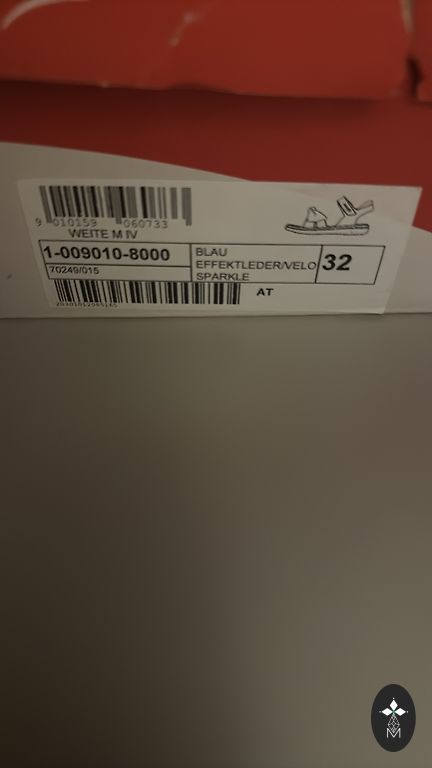 9 010159 060733
WEITE M IV
1-009010-8000
70249/015
BLAU
EFFEKTLEDER/VELO
SPARKLE
32
AT
M